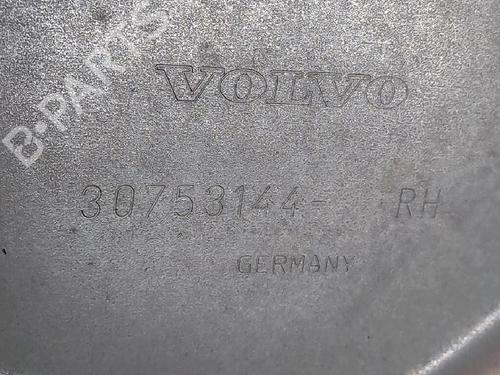 B-PARTS
VOLVO
30753144- RH
GERMANY